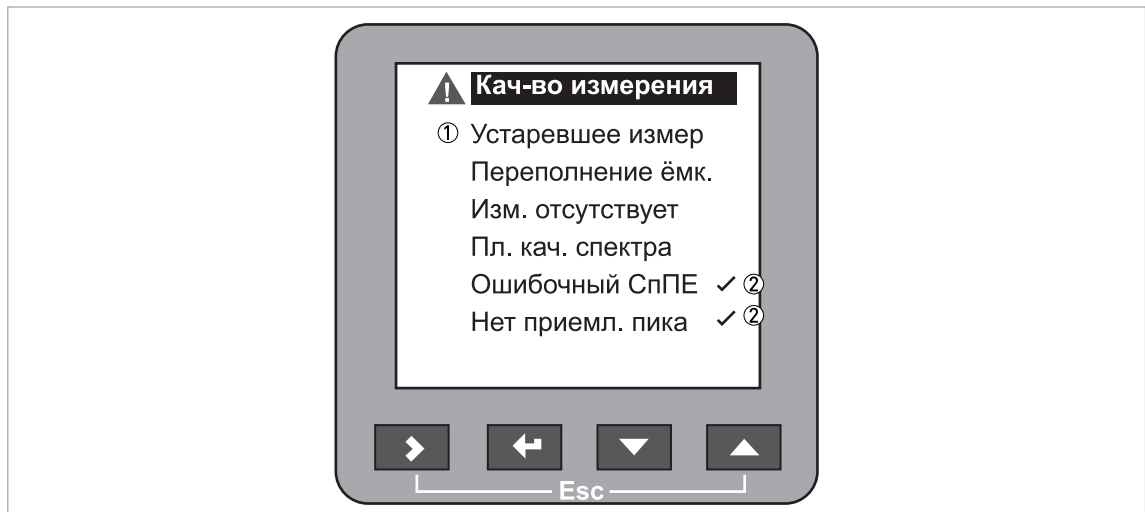 Кач-во измерения
① Устаревшее измер
Переполнение ёмк.
Изм. отсутствует
Пл. кач. спектра
Ошибочный СпПЕ ✓ ②
Нет приемл. пика ✓ ②
Esc